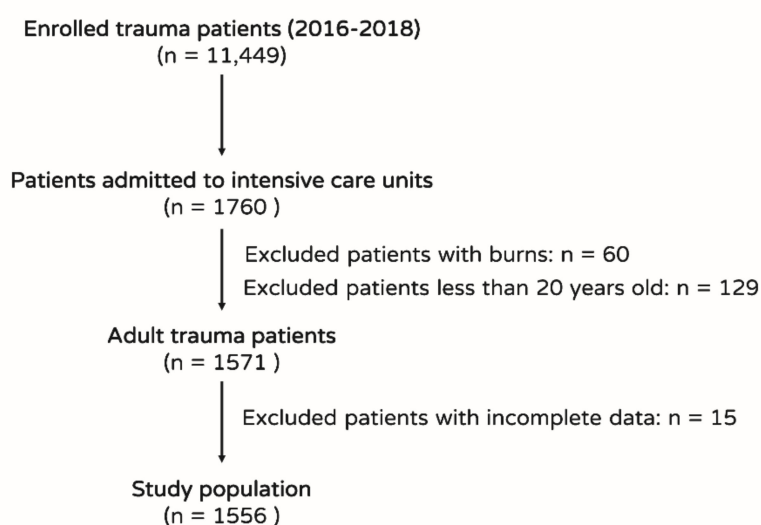 Enrolled trauma patients (2016-2018)
(n = 11,449)
Patients admitted to intensive care units
(n = 1760 )
Excluded patients with burns: n = 60
Excluded patients less than 20 years old: n = 129
Adult trauma patients
(n = 1571 )
Excluded patients with incomplete data: n = 15
Study population
(n = 1556 )